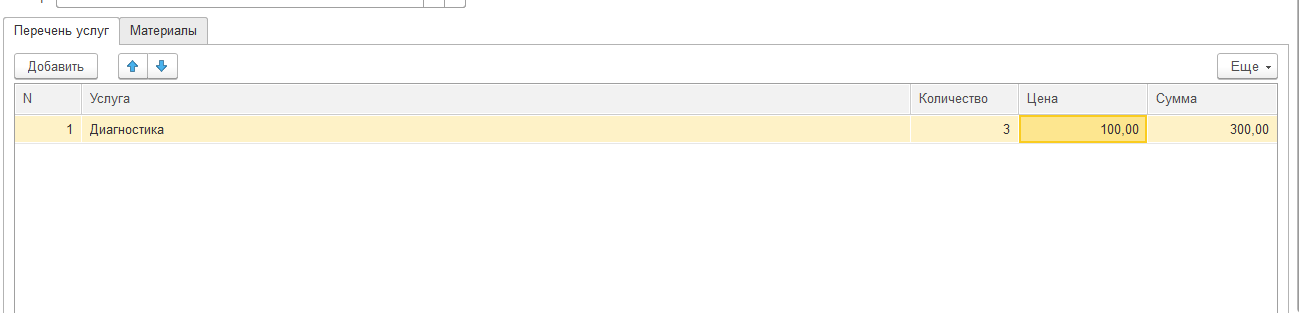 Перечень услуг Материалы
Добавить Еще
N Услуга Количество Цена Сумма
1 Диагностика 3 100,00 300,00